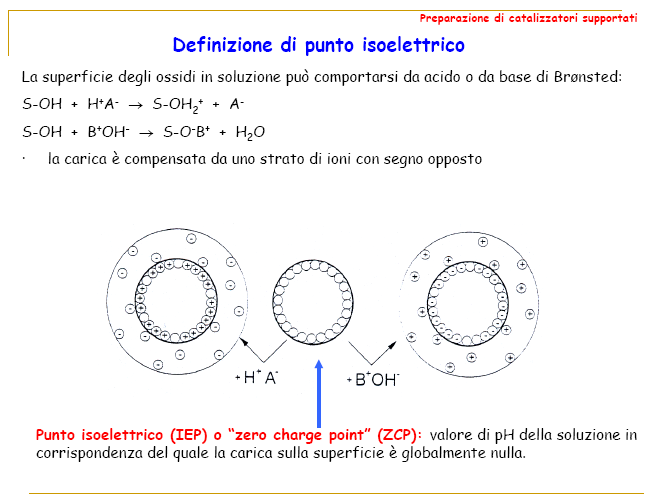 Preparazione di catalizzatori supportati
Definizione di punto isoelettrico
La superficie degli ossidi in soluzione può comportarsi da acido o da base di Brønsted:
S-OH + H⁺A⁻ → S-OH₂⁺ + A⁻
S-OH + B⁺OH⁻ → S-O⁻B⁺ + H₂O
· la carica è compensata da uno strato di ioni con segno opposto
+ H⁺ A⁻
+ B⁺OH⁻
Punto isoelettrico (IEP) o “zero charge point” (ZCP): valore di pH della soluzione in
corrispondenza del quale la carica sulla superficie è globalmente nulla.